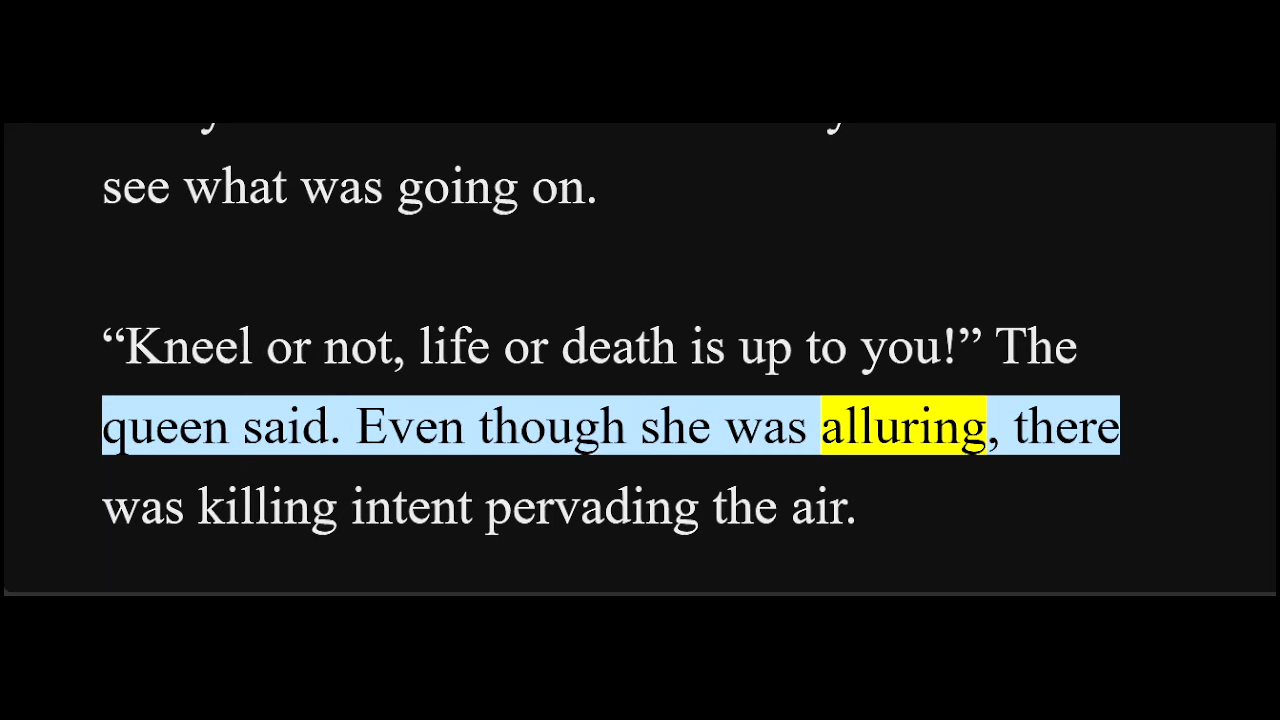 see what was going on.
“Kneel or not, life or death is up to you!” The
queen said. Even though she was alluring, there
was killing intent pervading the air.